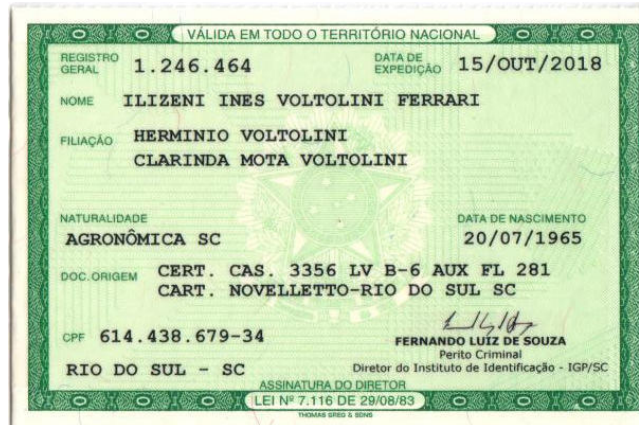 VÁLIDA EM TODO O TERRITÓRIO NACIONAL
REGISTRO GERAL 1.246.464 DATA DE EXPEDIÇÃO 15/OUT/2018
NOME ILIZENI INES VOLTOLINI FERRARI
FILIAÇÃO HERMINIO VOLTOLINI
CLARINDA MOTA VOLTOLINI
NATURALIDADE DATA DE NASCIMENTO
AGRONÔMICA SC 20/07/1965
DOC. ORIGEM CERT. CAS. 3356 LV B-6 AUX FL 281
CART. NOVELLETTO-RIO DO SUL SC
CPF 614.438.679-34
FERNANDO LUIZ DE SOUZA
Perito Criminal
RIO DO SUL - SC Diretor do Instituto de Identificação - IGP/SC
ASSINATURA DO DIRETOR
LEI Nº 7.116 DE 29/08/83
THOMAS GREG & SONS